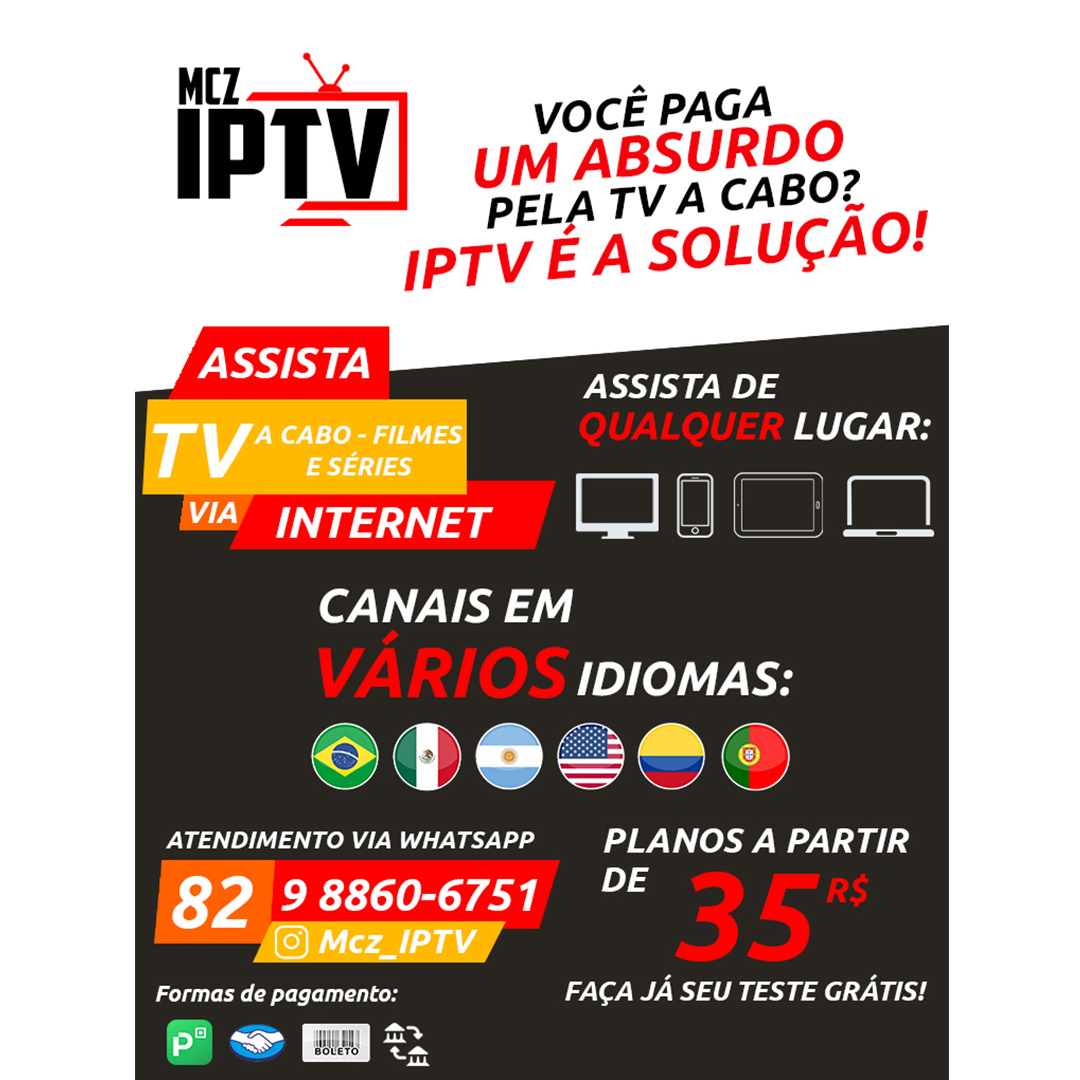 MCZ
IPTV
VOCÊ PAGA
UM ABSURDO
PELA TV A CABO?
IPTV É A SOLUÇÃO!
ASSISTA
TV A CABO - FILMES
E SÉRIES
VIA INTERNET
ASSISTA DE
QUALQUER LUGAR:
CANAIS EM
VÁRIOS IDIOMAS:
ATENDIMENTO VIA WHATSAPP
82 9 8860-6751
Mcz_IPTV
Formas de pagamento:
P
BOLETO
PLANOS A PARTIR
DE 35 R$
FAÇA JÁ SEU TESTE GRÁTIS!